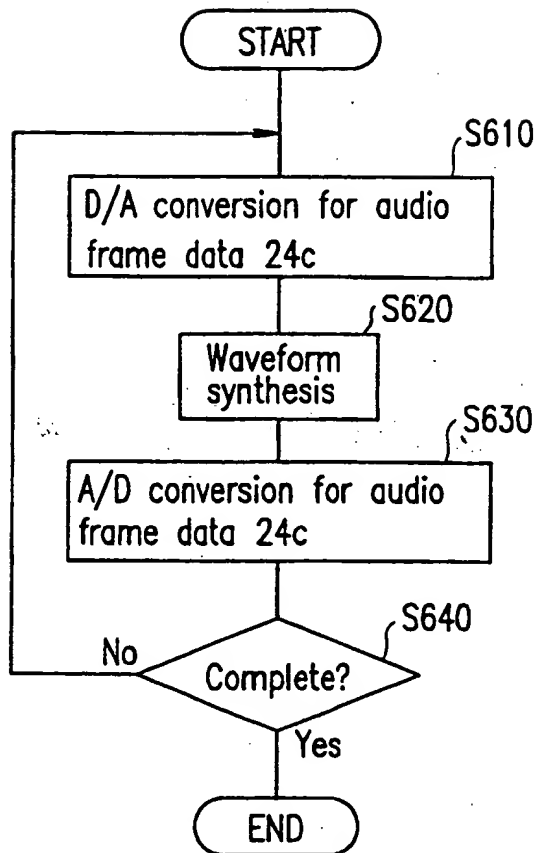 START
S610
D/A conversion for audio
frame data 24c
S620
Waveform
synthesis
S630
A/D conversion for audio
frame data 24c
S640
No
Complete?
Yes
END